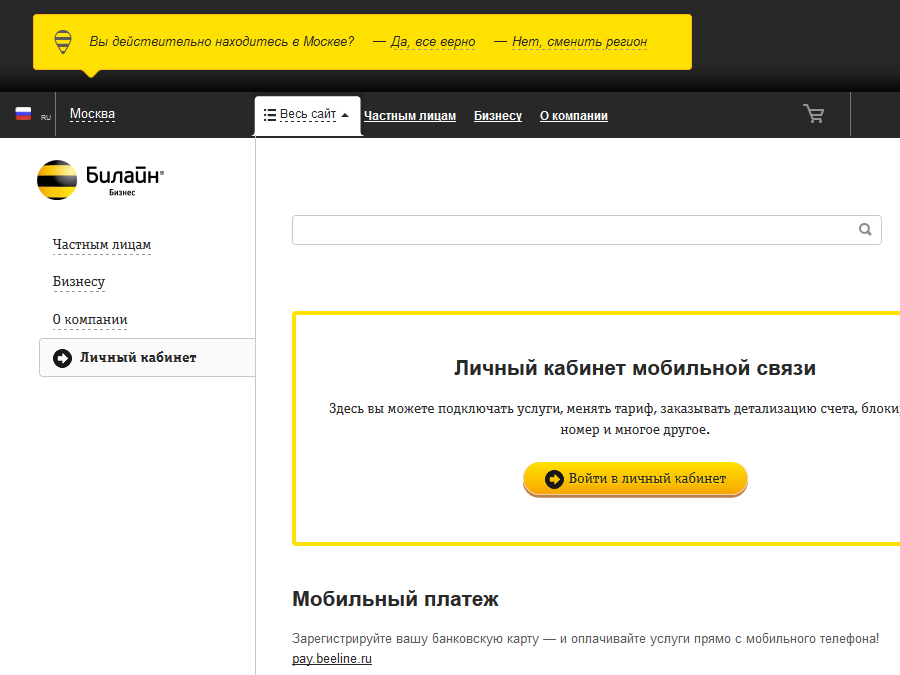 Вы действительно находитесь в Москве? — Да, все верно — Нет, сменить регион
RU Москва Весь сайт Частным лицам Бизнесу О компании
Билайн®
Бизнес
Частным лицам
Бизнесу
О компании
Личный кабинет
Личный кабинет мобильной связи
Здесь вы можете подключать услуги, менять тариф, заказывать детализацию счета, блоки
номер и многое другое.
Войти в личный кабинет
Мобильный платеж
Зарегистрируйте вашу банковскую карту — и оплачивайте услуги прямо с мобильного телефона!
pay.beeline.ru